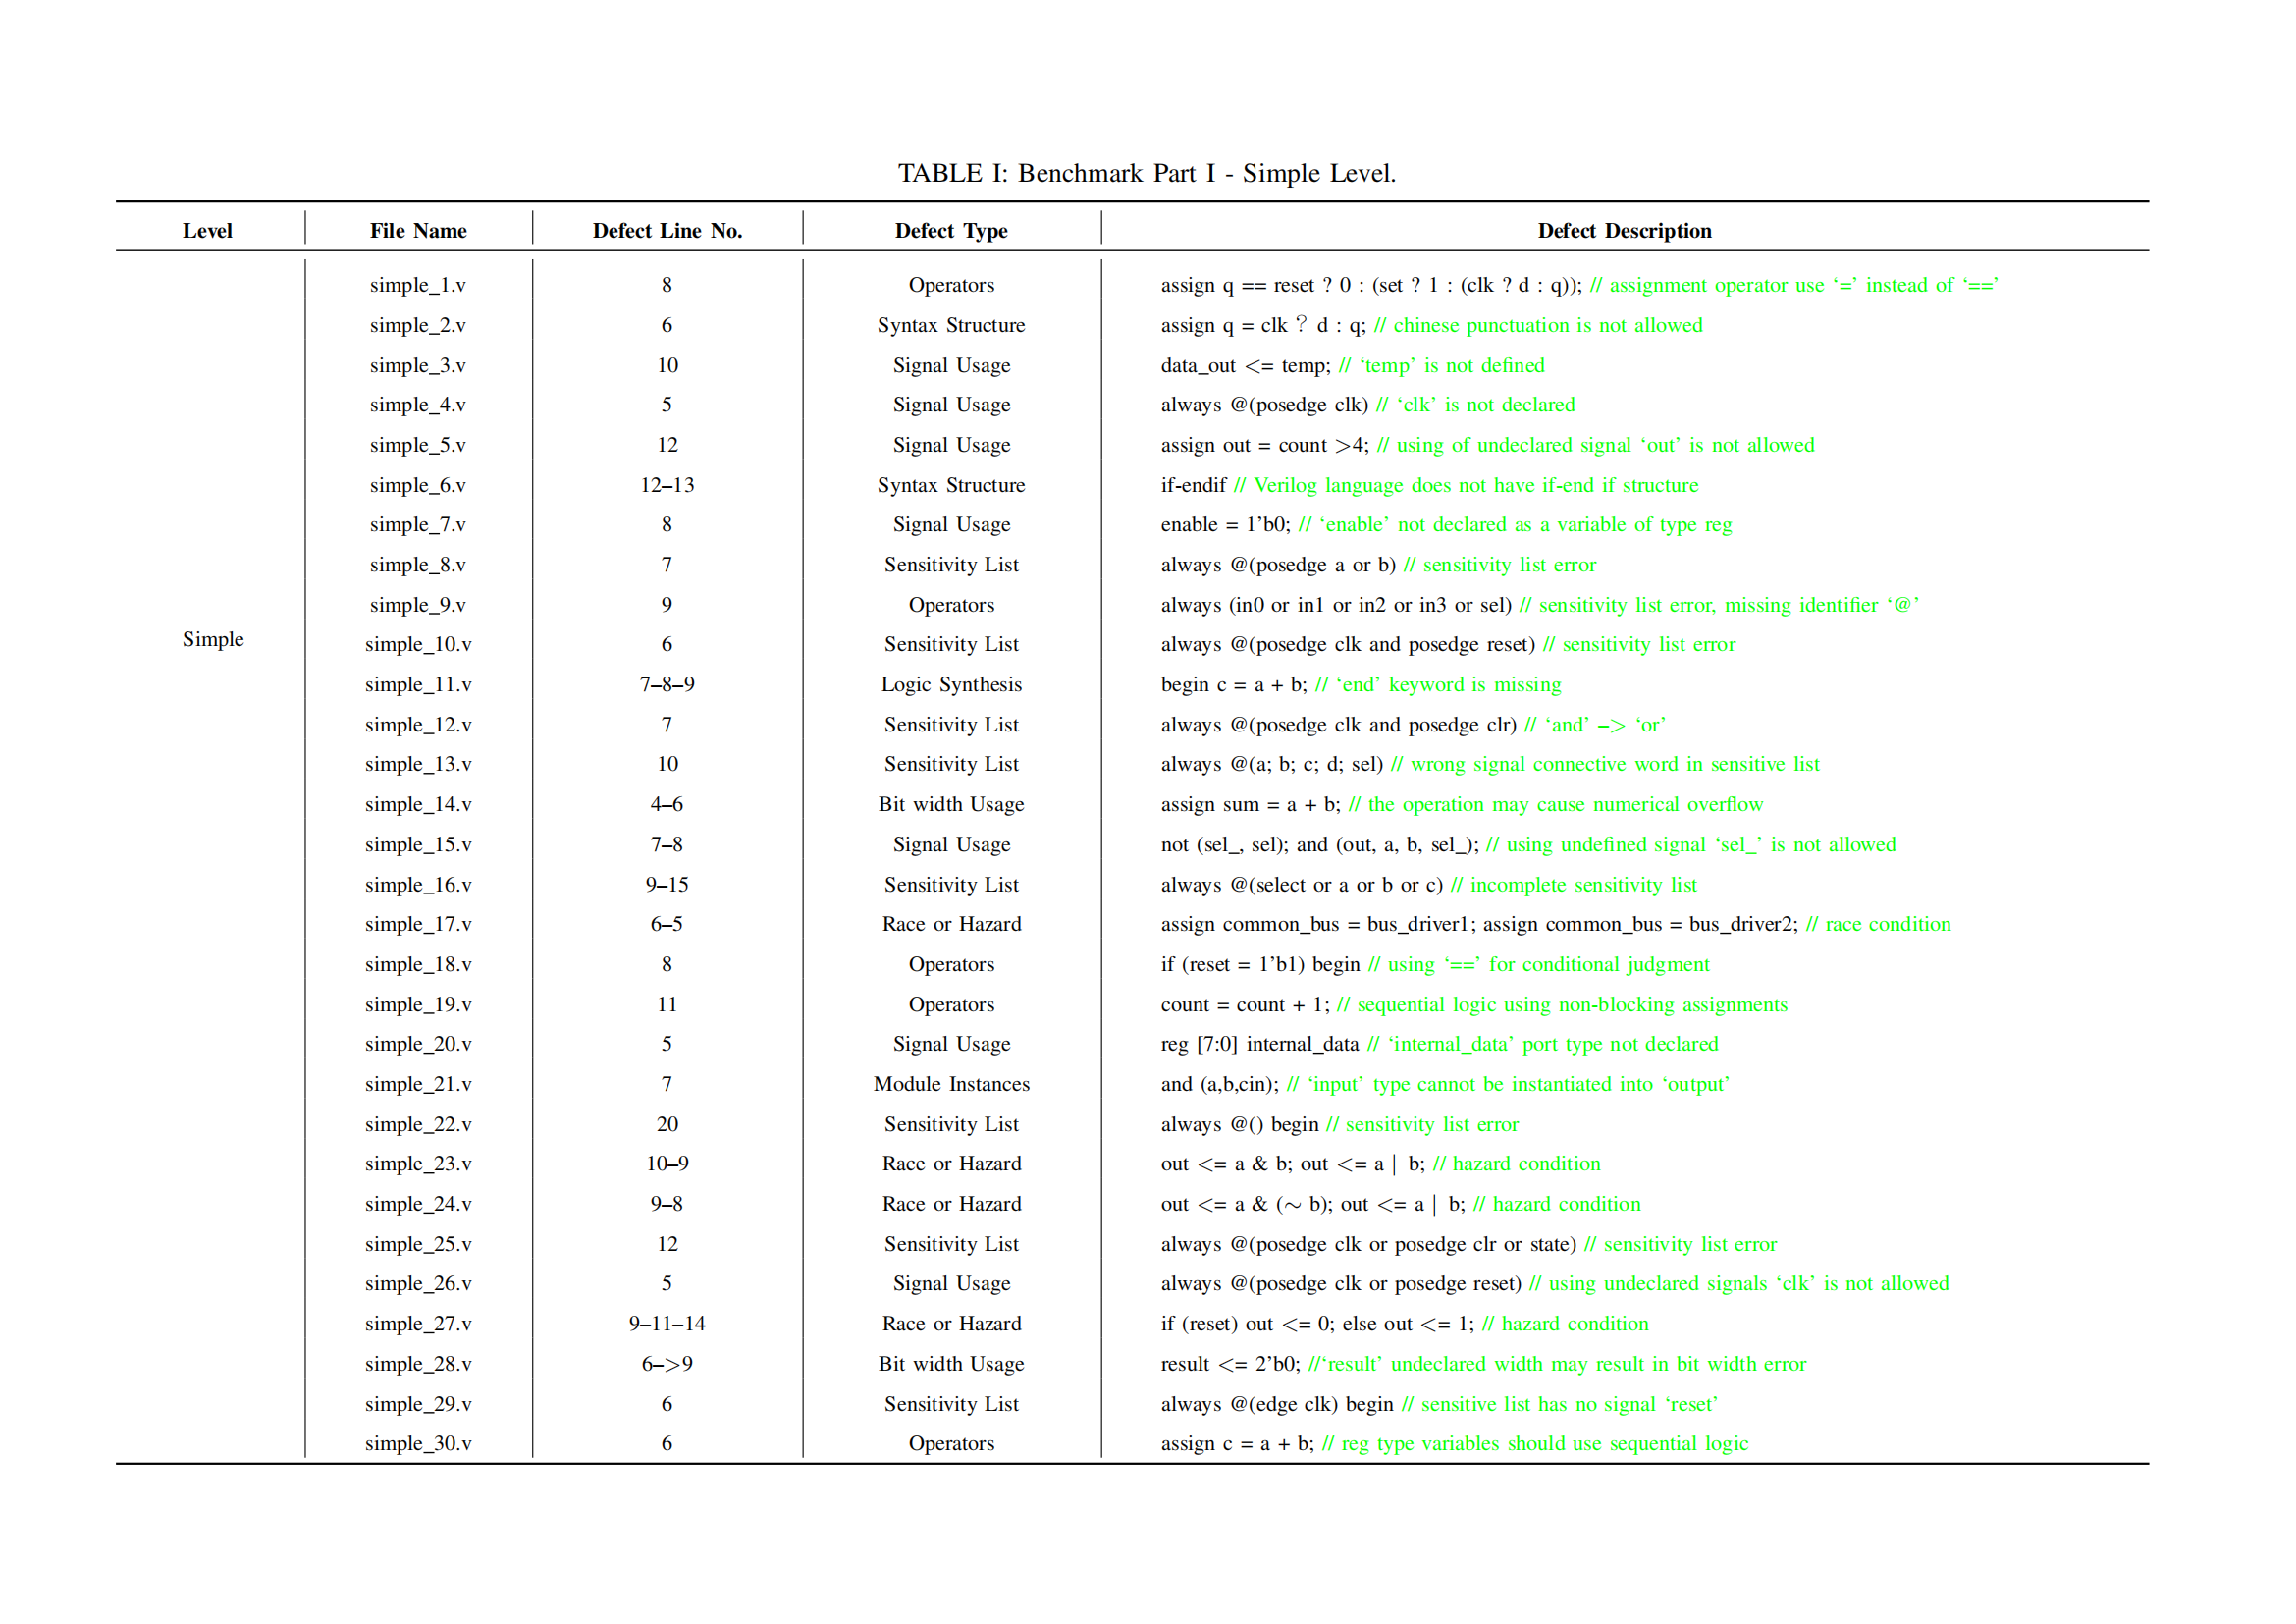 TABLE I: Benchmark Part I - Simple Level.
Level File Name Defect Line No. Defect Type Defect Description
simple_1.v 8 Operators assign q == reset ? 0 : (set ? 1 : (clk ? d : q)); // assignment operator use ‘=’ instead of ‘==’
simple_2.v 6 Syntax Structure assign q = clk ？ d : q; // chinese punctuation is not allowed
simple_3.v 10 Signal Usage data_out <= temp; // ‘temp’ is not defined
simple_4.v 5 Signal Usage always @(posedge clk) // ‘clk’ is not declared
simple_5.v 12 Signal Usage assign out = count >4; // using of undeclared signal ‘out’ is not allowed
simple_6.v 12–13 Syntax Structure if-endif // Verilog language does not have if-end if structure
simple_7.v 8 Signal Usage enable = 1’b0; // ‘enable’ not declared as a variable of type reg
simple_8.v 7 Sensitivity List always @(posedge a or b) // sensitivity list error
simple_9.v 9 Operators always (in0 or in1 or in2 or in3 or sel) // sensitivity list error, missing identifier ‘@’
Simple
simple_10.v 6 Sensitivity List always @(posedge clk and posedge reset) // sensitivity list error
simple_11.v 7–8–9 Logic Synthesis begin c = a + b; // ‘end’ keyword is missing
simple_12.v 7 Sensitivity List always @(posedge clk and posedge clr) // ‘and’ –> ‘or’
simple_13.v 10 Sensitivity List always @(a; b; c; d; sel) // wrong signal connective word in sensitive list
simple_14.v 4–6 Bit width Usage assign sum = a + b; // the operation may cause numerical overflow
simple_15.v 7–8 Signal Usage not (sel_, sel); and (out, a, b, sel_); // using undefined signal ‘sel_’ is not allowed
simple_16.v 9–15 Sensitivity List always @(select or a or b or c) // incomplete sensitivity list
simple_17.v 6–5 Race or Hazard assign common_bus = bus_driver1; assign common_bus = bus_driver2; // race condition
simple_18.v 8 Operators if (reset = 1’b1) begin // using ‘==’ for conditional judgment
simple_19.v 11 Operators count = count + 1; // sequential logic using non-blocking assignments
simple_20.v 5 Signal Usage reg [7:0] internal_data // ‘internal_data’ port type not declared
simple_21.v 7 Module Instances and (a,b,cin); // ‘input’ type cannot be instantiated into ‘output’
simple_22.v 20 Sensitivity List always @() begin // sensitivity list error
simple_23.v 10–9 Race or Hazard out <= a & b; out <= a | b; // hazard condition
simple_24.v 9–8 Race or Hazard out <= a & (∼ b); out <= a | b; // hazard condition
simple_25.v 12 Sensitivity List always @(posedge clk or posedge clr or state) // sensitivity list error
simple_26.v 5 Signal Usage always @(posedge clk or posedge reset) // using undeclared signals ‘clk’ is not allowed
simple_27.v 9–11–14 Race or Hazard if (reset) out <= 0; else out <= 1; // hazard condition
simple_28.v 6–>9 Bit width Usage result <= 2’b0; //‘result’ undeclared width may result in bit width error
simple_29.v 6 Sensitivity List always @(edge clk) begin // sensitive list has no signal ‘reset’
simple_30.v 6 Operators assign c = a + b; // reg type variables should use sequential logic